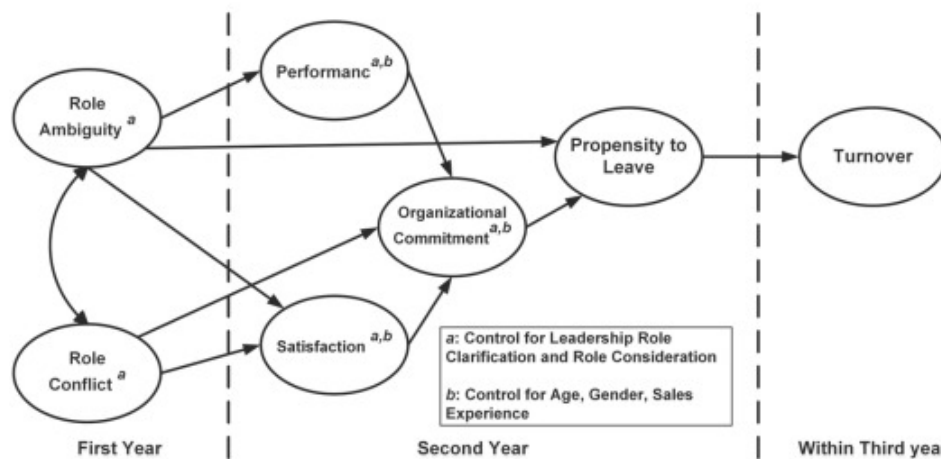 Role
Ambiguity a
Performanc a,b
Propensity to
Leave
Turnover
Organizational
Commitment a,b
Role
Conflict a
Satisfaction a,b
a: Control for Leadership Role
Clarification and Role Consideration
b: Control for Age, Gender, Sales
Experience
First Year
Second Year
Within Third yea